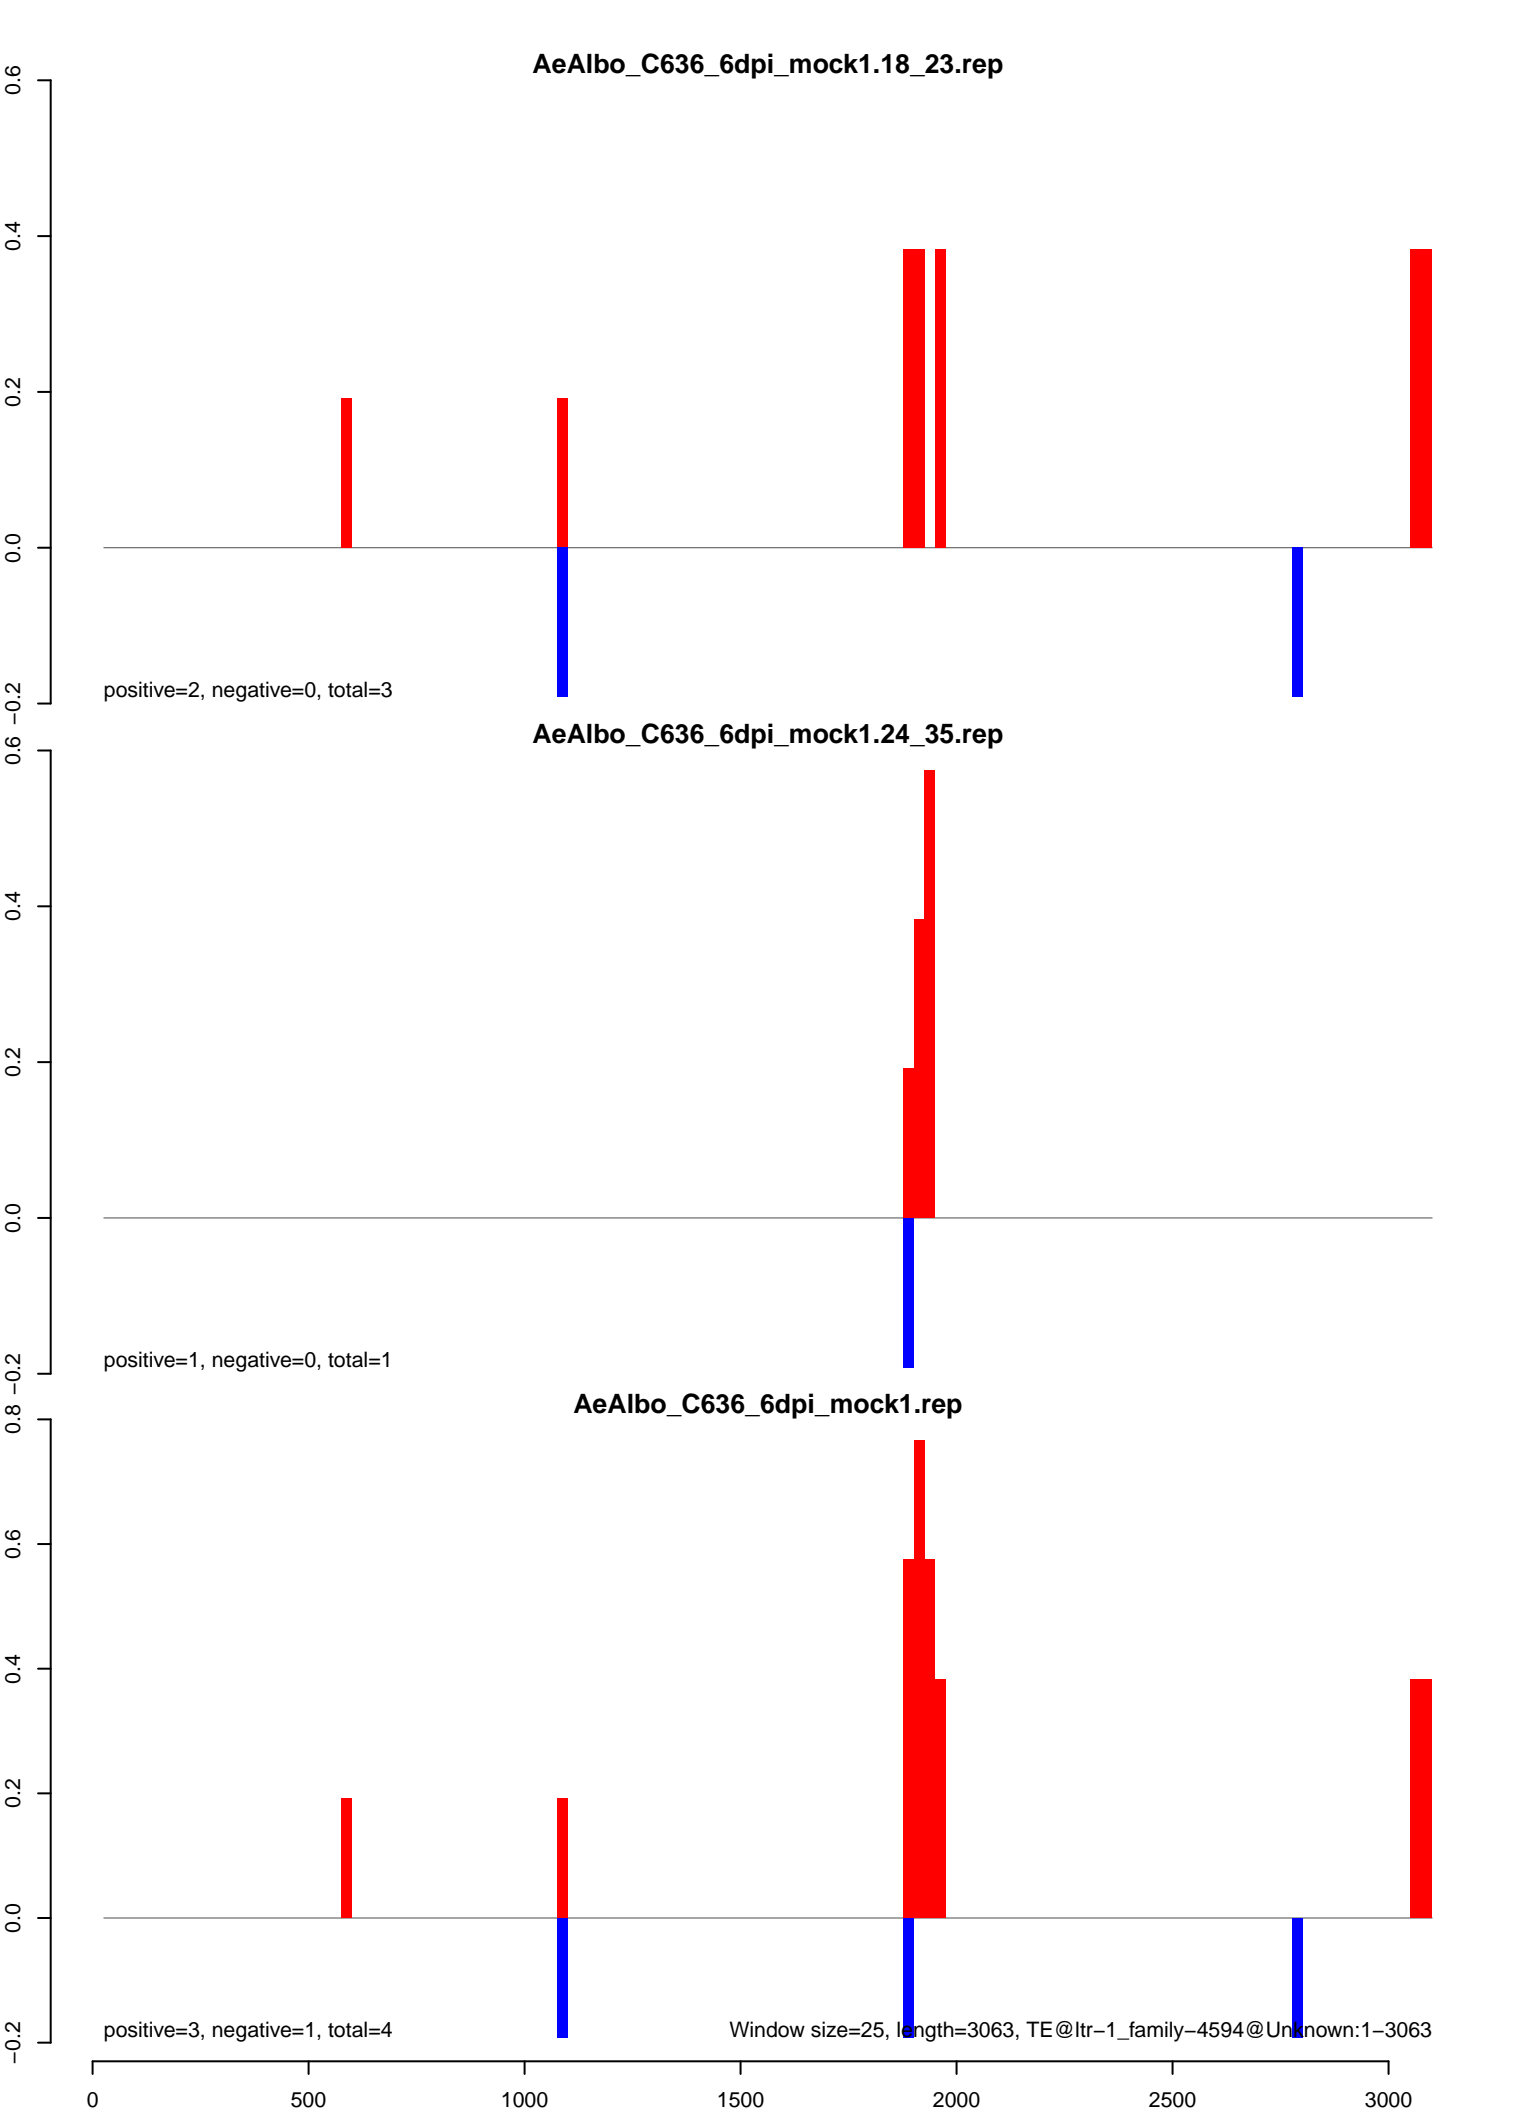 AeAlbo_C636_6dpi_mock1.18_23.rep
0.6
0.4
0.2
0.0
−0.2
positive=2, negative=0, total=3
AeAlbo_C636_6dpi_mock1.24_35.rep
0.6
0.4
0.2
0.0
−0.2
positive=1, negative=0, total=1
AeAlbo_C636_6dpi_mock1.rep
0.8
0.6
0.4
0.2
0.0
−0.2
positive=3, negative=1, total=4
Window size=25, length=3063, TE@ltr−1_family−4594@Unknown:1−3063
0 500 1000 1500 2000 2500 3000